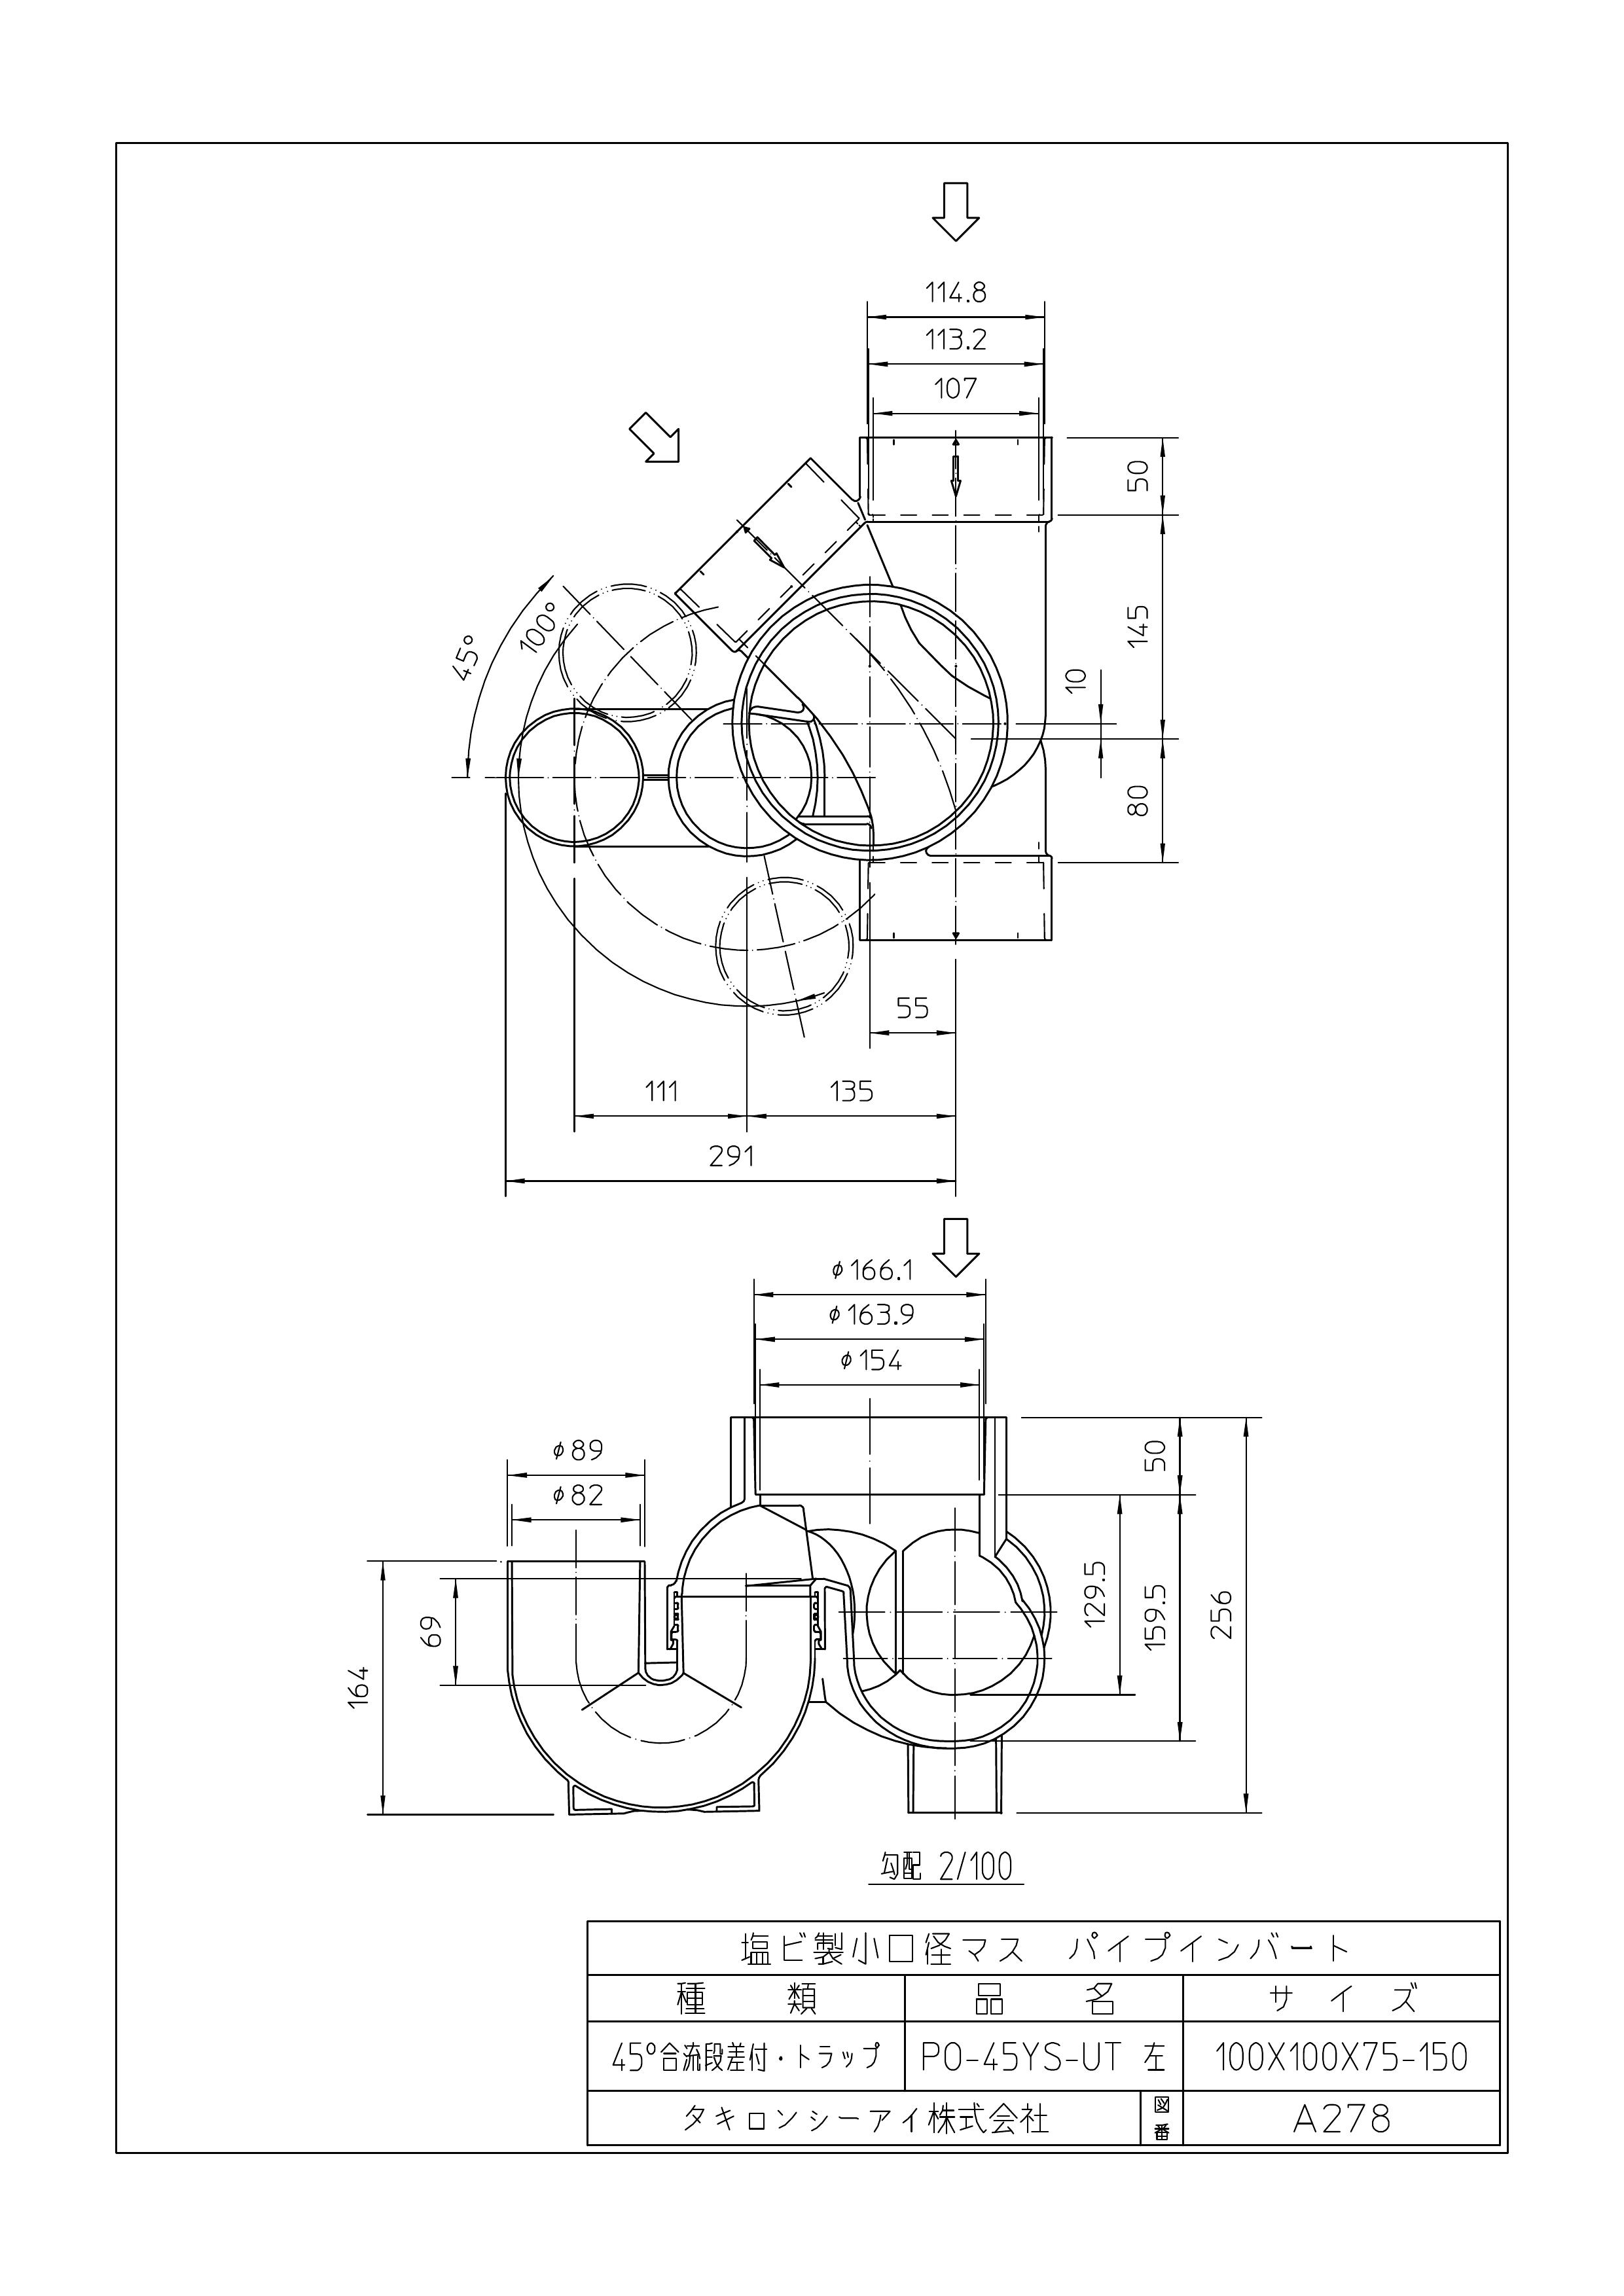 114.8
113.2
107
50
145
10
80
45°
100°
55
111
135
291
φ166.1
φ163.9
φ154
φ89
φ82
50
129.5
159.5
256
69
164
勾配 2/100
塩ビ製小口径マス パイプインバート
種 類 品 名 サ イ ズ
45°合流段差付・トラップ PO-45YS-UT 左 100X100X75-150
タキロンシーアイ株式会社 図番 A278